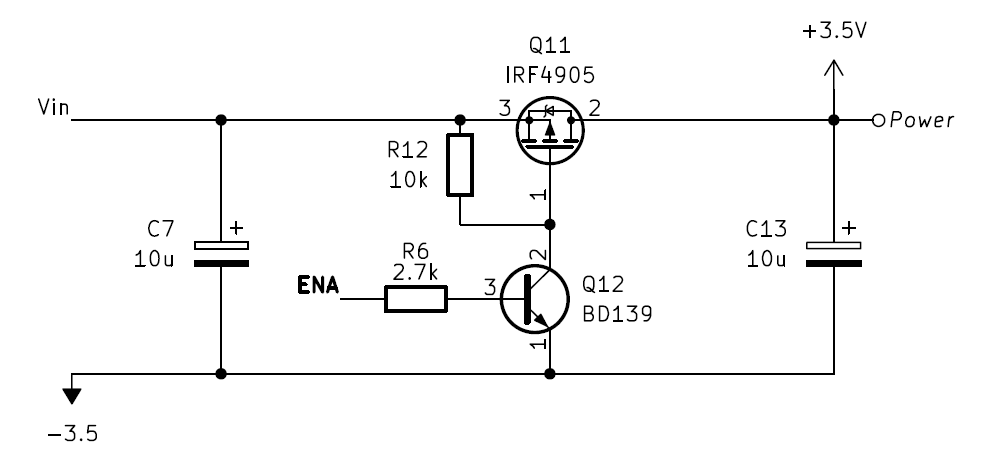 +3.5V
Q11
IRF4905
Vin
3
2
Power
R12
10k
1
C7
+
10u
C13
+
10u
R6
2.7k
2
ENA
3
Q12
BD139
1
−3.5